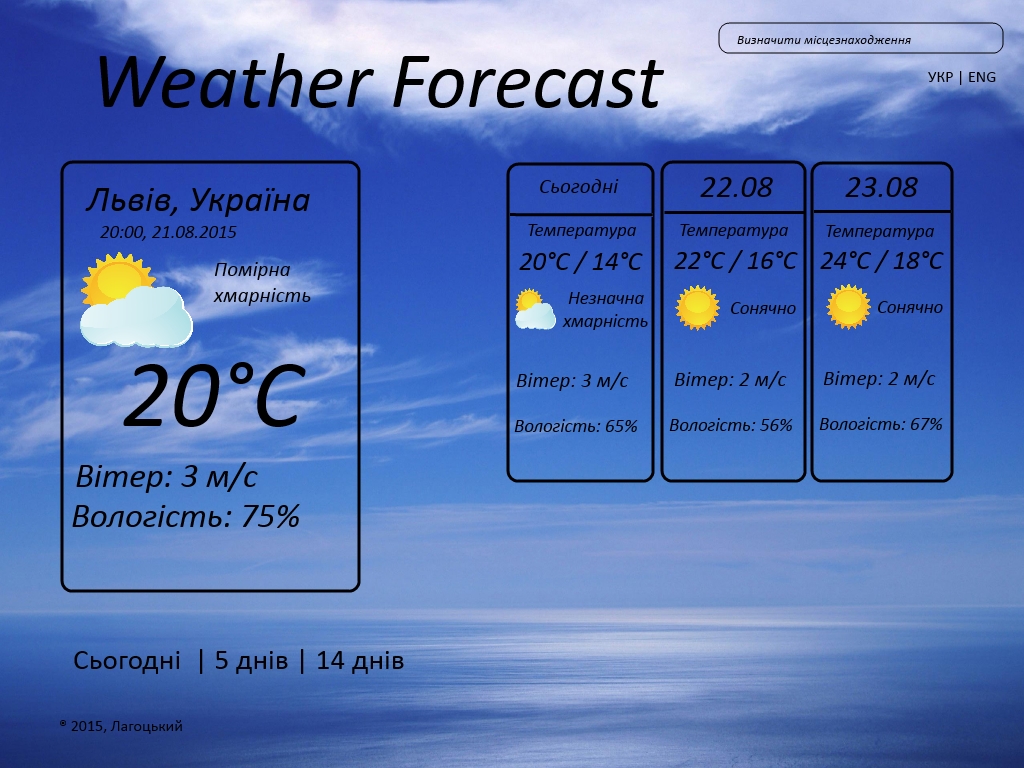 Визначити місцезнаходження
Weather Forecast
УКР | ENG
Львів, Україна
20:00, 21.08.2015
Помірна
хмарність
20°C
Вітер: 3 м/с
Вологість: 75%
Сьогодні
Температура
20°C / 14°C
Незначна
хмарність
Вітер: 3 м/с
Вологість: 65%
22.08
Температура
22°C / 16°C
Сонячно
Вітер: 2 м/с
Вологість: 56%
23.08
Температура
24°C / 18°C
Сонячно
Вітер: 2 м/с
Вологість: 67%
Сьогодні | 5 днів | 14 днів
® 2015, Лагоцький